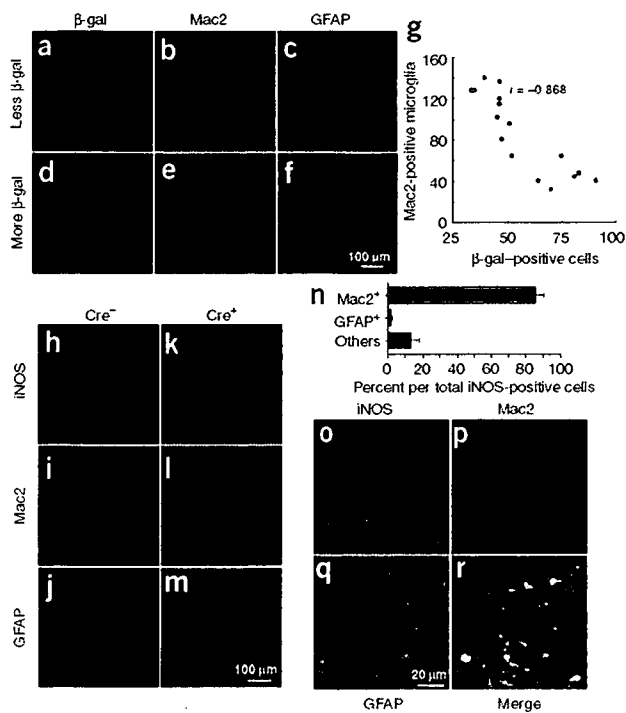 β-gal Mac2 GFAP
Less β-gal
a b c
More β-gal
d e f
100 µm
g
Mac2-positive microglia
160
120
80
40
0
r = –0.868
25 50 75 100
β-gal–positive cells
Cre⁻ Cre⁺
iNOS
h k
Mac2
i l
GFAP
j m
100 µm
n
Mac2⁺
GFAP⁺
Others
0 20 40 60 80 100
Percent per total iNOS-positive cells
iNOS Mac2
o p
q r
20 µm
GFAP Merge